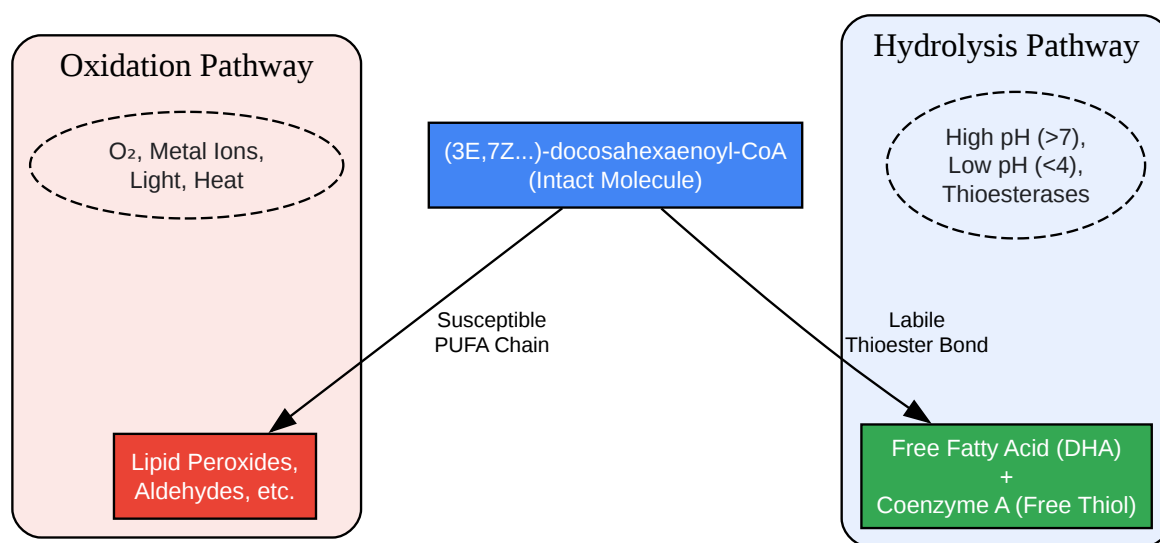 Oxidation Pathway
O₂, Metal Ions,
Light, Heat
(3E,7Z...)-docosahexaenoyl-CoA
(Intact Molecule)
Hydrolysis Pathway
High pH (>7),
Low pH (<4),
Thioesterases
Susceptible
PUFA Chain
Labile
Thioester Bond
Lipid Peroxides,
Aldehydes, etc.
Free Fatty Acid (DHA)
+
Coenzyme A (Free Thiol)